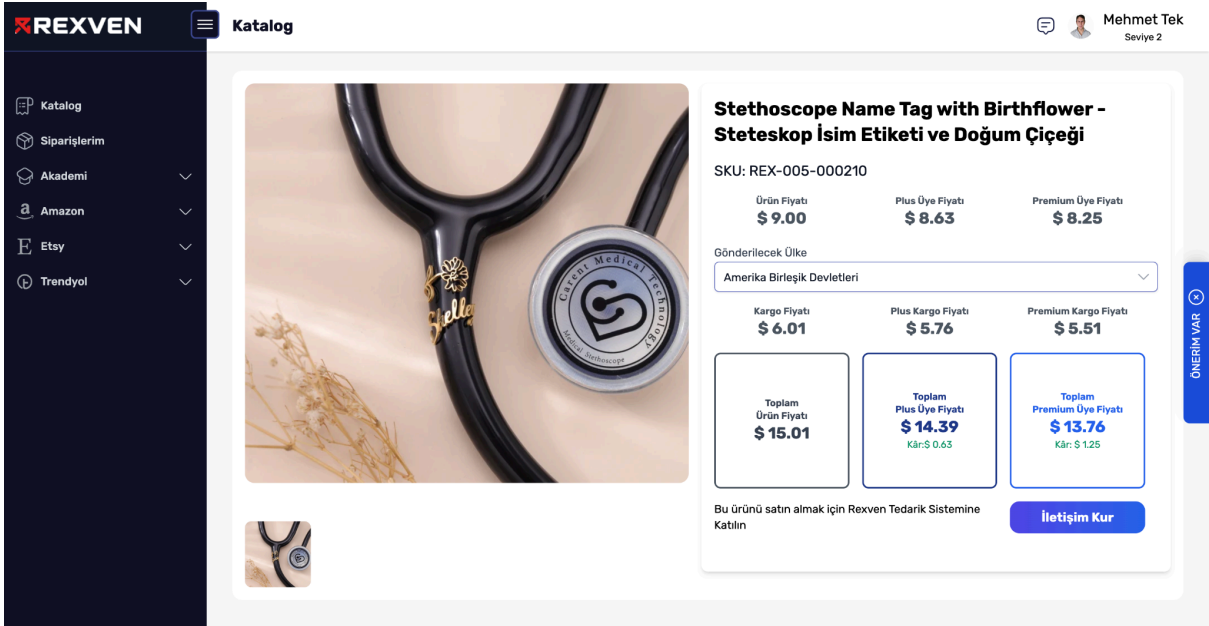 REXVEN
Katalog
Mehmet Tek
Seviye 2
Katalog
Siparişlerim
Akademi
Amazon
Etsy
Trendyol
Carent Medical Technology
Medical Stethoscope
Shelley
Stethoscope Name Tag with Birthflower -
Steteskop İsim Etiketi ve Doğum Çiçeği
SKU: REX-005-000210
Ürün Fiyatı
$ 9.00
Plus Üye Fiyatı
$ 8.63
Premium Üye Fiyatı
$ 8.25
Gönderilecek Ülke
Amerika Birleşik Devletleri
Kargo Fiyatı
$ 6.01
Plus Kargo Fiyatı
$ 5.76
Premium Kargo Fiyatı
$ 5.51
Toplam
Ürün Fiyatı
$ 15.01
Toplam
Plus Üye Fiyatı
$ 14.39
Kâr:$ 0.63
Toplam
Premium Üye Fiyatı
$ 13.76
Kâr: $ 1.25
Bu ürünü satın almak için Rexven Tedarik Sistemine
Katılın
İletişim Kur
ÖNERİM VAR